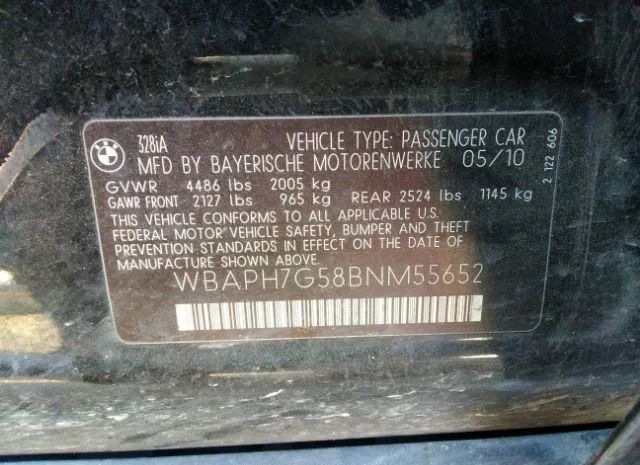 BMW
328iA VEHICLE TYPE: PASSENGER CAR
MFD BY BAYERISCHE MOTORENWERKE 05/10
GVWR 4486 lbs 2005 kg
GAWR FRONT 2127 lbs 965 kg REAR 2524 lbs 1145 kg
THIS VEHICLE CONFORMS TO ALL APPLICABLE U.S.
FEDERAL MOTOR VEHICLE SAFETY, BUMPER AND THEFT
PREVENTION STANDARDS IN EFFECT ON THE DATE OF
MANUFACTURE SHOWN ABOVE.
WBAPH7G58BNM55652
2 122 606